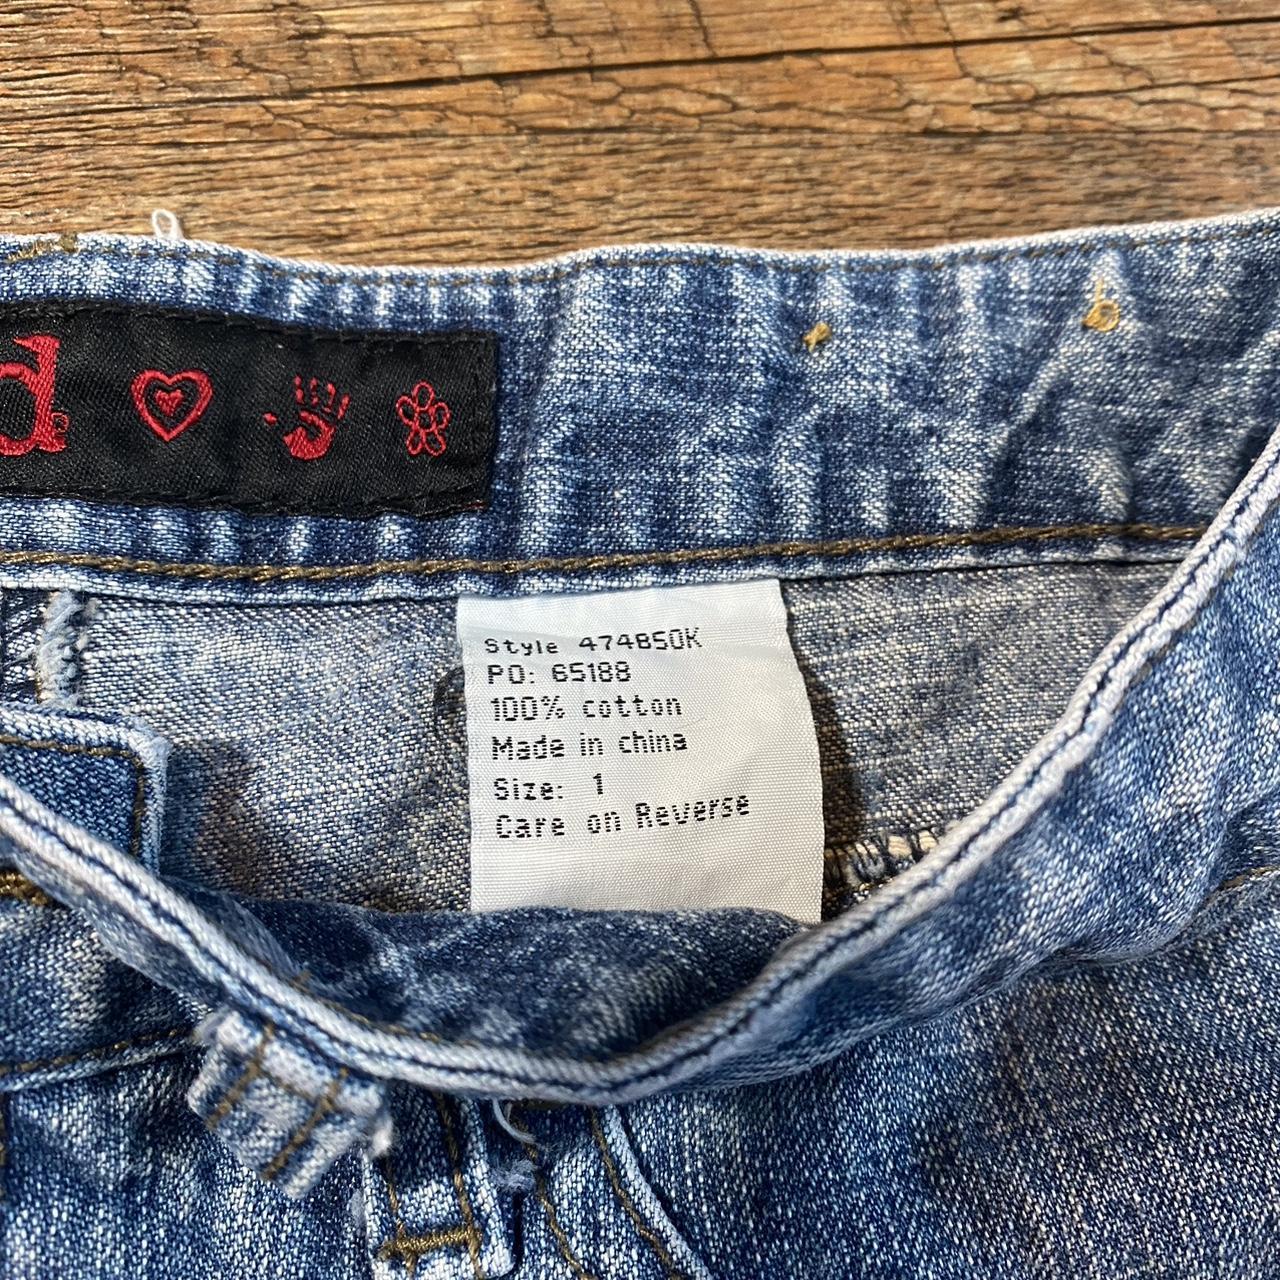 d
Style 474850K
PO: 65188
100% cotton
Made in china
Size: 1
Care on Reverse